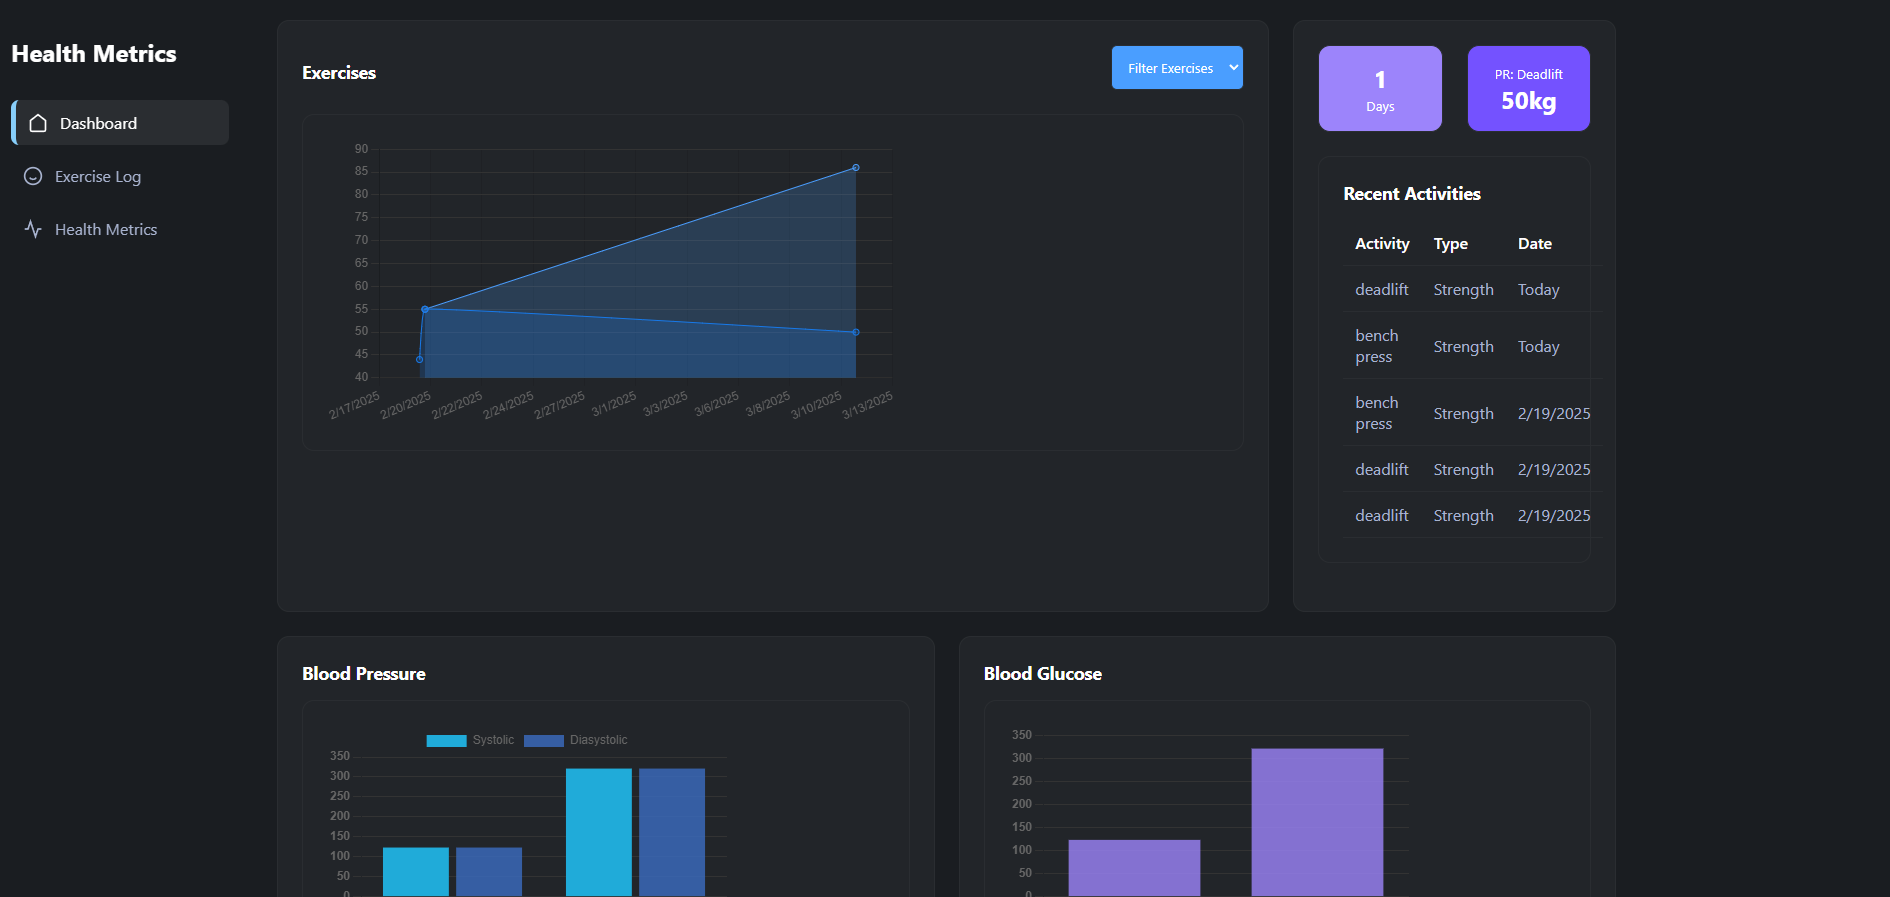 Health Metrics
Dashboard
Exercise Log
Health Metrics
Exercises
Filter Exercises
90
85
80
75
70
65
60
55
50
45
40
2/17/2025
2/20/2025
2/22/2025
2/24/2025
2/27/2025
3/1/2025
3/3/2025
3/6/2025
3/8/2025
3/10/2025
3/13/2025
1
Days
PR: Deadlift
50kg
Recent Activities
Activity Type Date
deadlift Strength Today
bench
press Strength Today
bench
press Strength 2/19/2025
deadlift Strength 2/19/2025
deadlift Strength 2/19/2025
Blood Pressure
Systolic Diasystolic
350
300
250
200
150
100
50
0
Blood Glucose
350
300
250
200
150
100
50
0